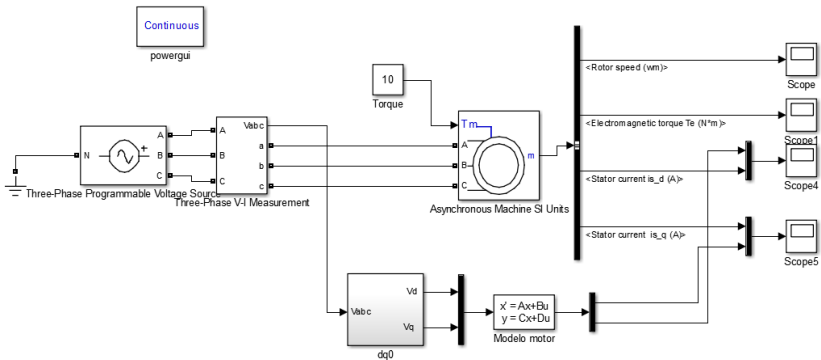 Continuous
powergui
10
Torque
<Rotor speed (wm)>
Scope
<Electromagnetic torque Te (N*m)>
Scope1
Vabc
A
a
B
b
C
c
N
A
B
C
Three-Phase Programmable Voltage Source
Three-Phase V-I Measurement
Tm
A
B
C
m
Asynchronous Machine SI Units
<Stator current is_d (A)>
Scope4
<Stator current is_q (A)>
Scope5
Vabc
Vd
Vq
dq0
x' = Ax+Bu
y = Cx+Du
Modelo motor